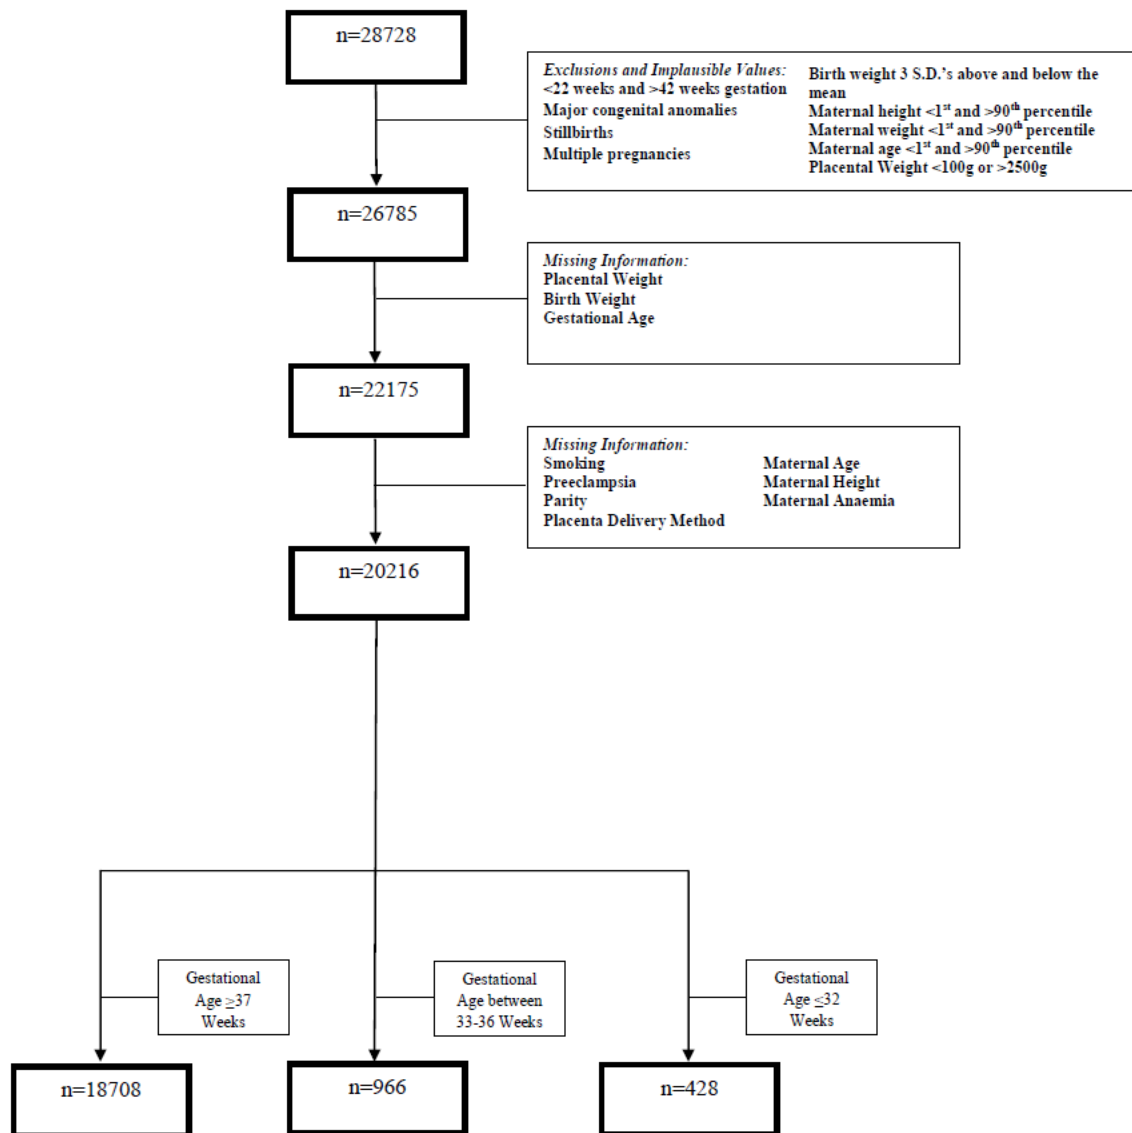 n=28728
Exclusions and Implausible Values:
<22 weeks and >42 weeks gestation
Major congenital anomalies
Stillbirths
Multiple pregnancies
Birth weight 3 S.D.'s above and below the
mean
Maternal height <1st and >90th percentile
Maternal weight <1st and >90th percentile
Maternal age <1st and >90th percentile
Placental Weight <100g or >2500g
n=26785
Missing Information:
Placental Weight
Birth Weight
Gestational Age
n=22175
Missing Information:
Smoking
Preeclampsia
Parity
Placenta Delivery Method
Maternal Age
Maternal Height
Maternal Anaemia
n=20216
Gestational
Age ≥37
Weeks
Gestational
Age between
33-36 Weeks
Gestational
Age ≤32
Weeks
n=18708
n=966
n=428